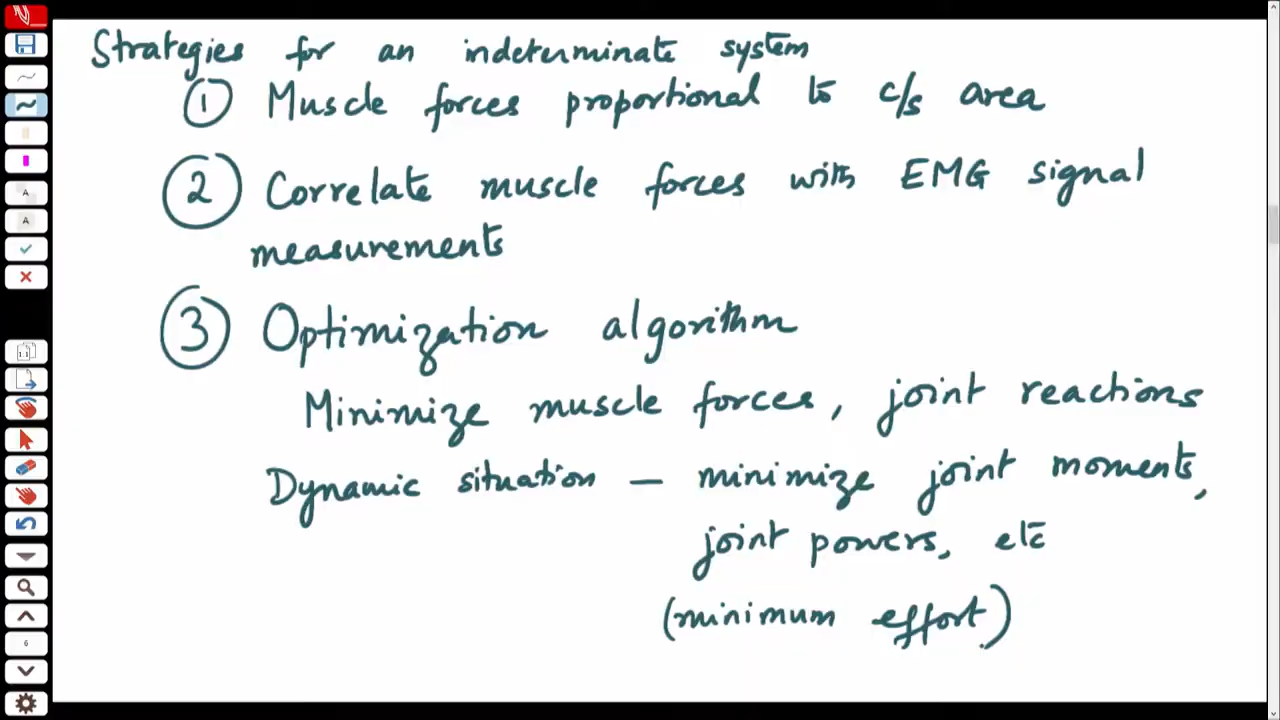 Strategies for an indeterminate system
① Muscle forces proportional to c/s area
② Correlate muscle forces with EMG signal
measurements
③ Optimization algorithm
Minimize muscle forces, joint reactions
Dynamic situation — minimize joint moments,
joint powers, etc
(minimum effort)